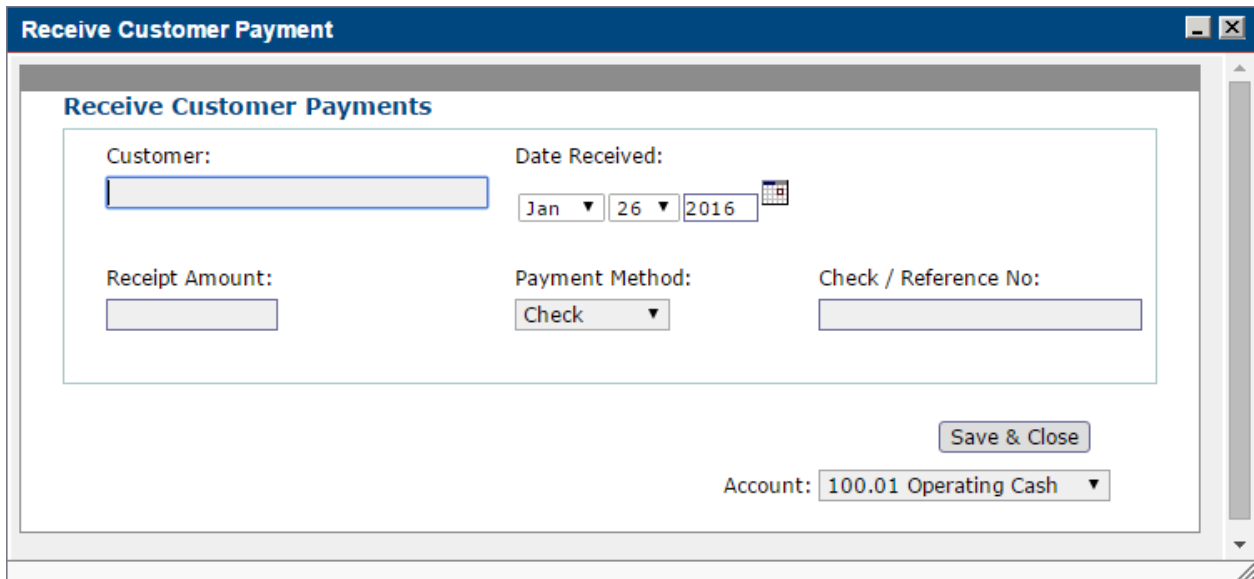 Receive Customer Payment
Receive Customer Payments
Customer: Date Received:
Jan 26 2016
Receipt Amount: Payment Method: Check / Reference No:
Check
Save & Close
Account: 100.01 Operating Cash